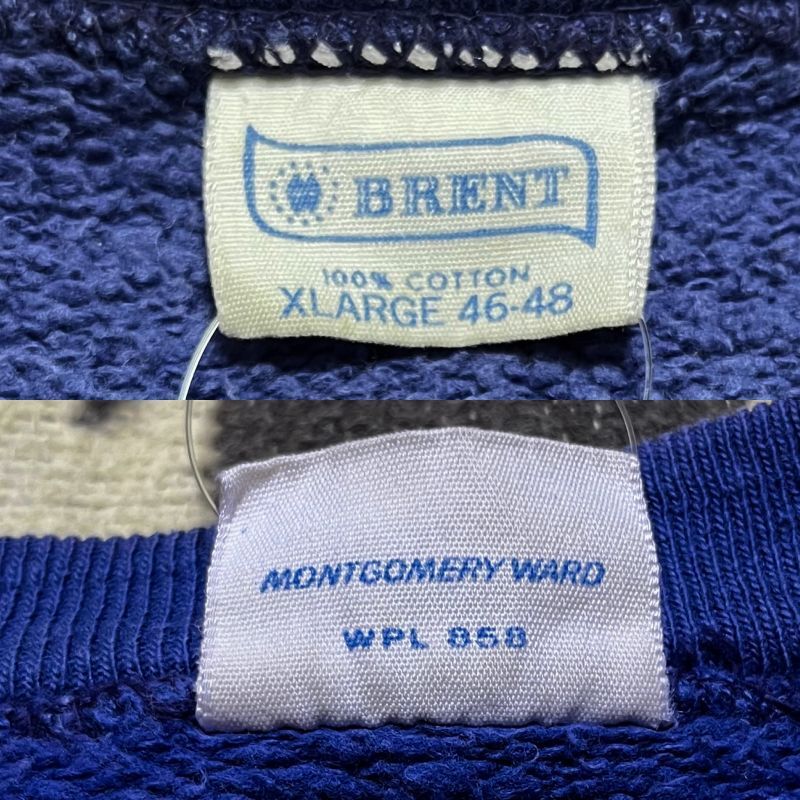 BRENT
100% COTTON
XLARGE 46-48
MONTGOMERY WARD
WPL 858